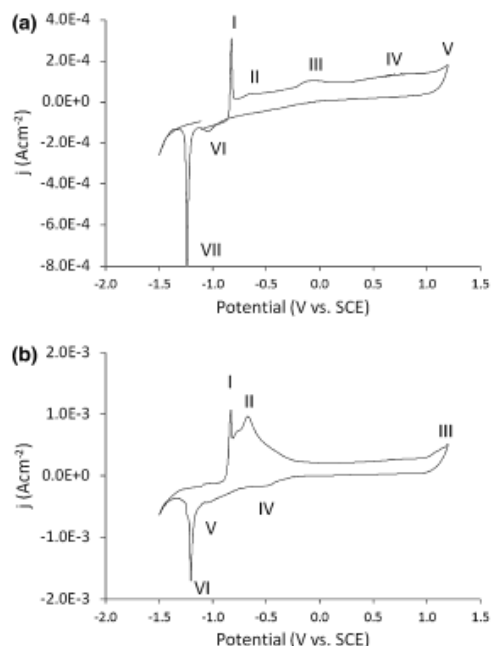 (a)
4.0E-4
2.0E-4
0.0E+0
-2.0E-4
-4.0E-4
-6.0E-4
-8.0E-4
j (Acm⁻²)
I
II
III
IV
V
VI
VII
-2.0 -1.5 -1.0 -0.5 0.0 0.5 1.0 1.5
Potential (V vs. SCE)
(b)
2.0E-3
1.0E-3
0.0E+0
-1.0E-3
-2.0E-3
j (Acm⁻²)
I
II
III
IV
V
VI
-2.0 -1.5 -1.0 -0.5 0.0 0.5 1.0 1.5
Potential (V vs. SCE)